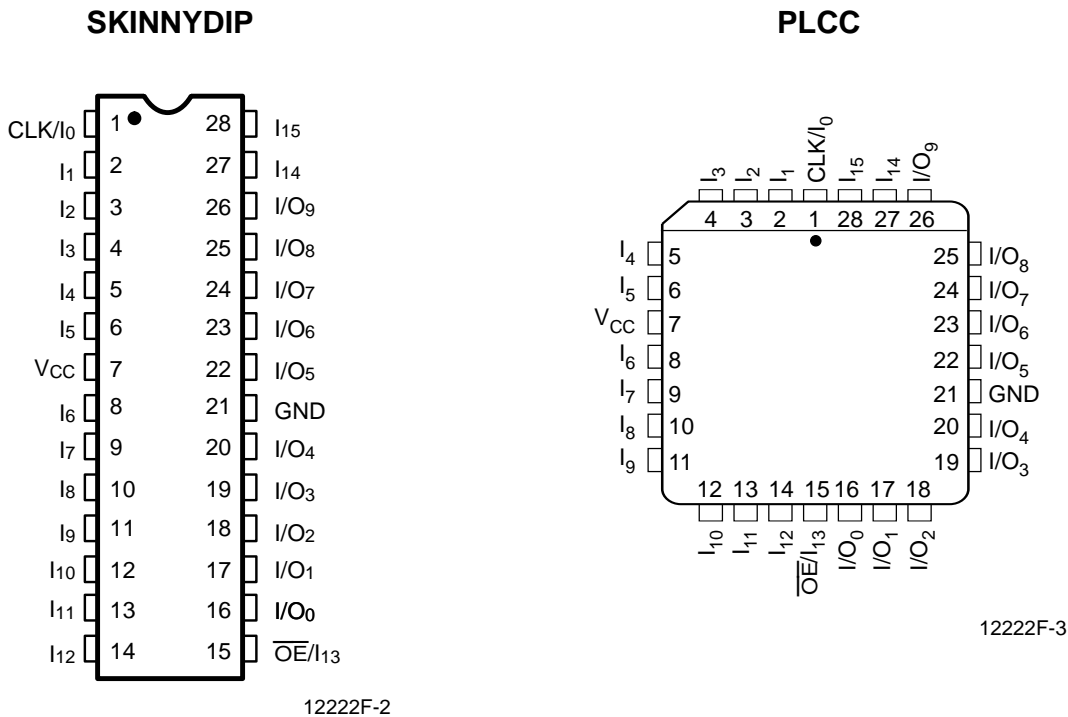 SKINNYDIP
CLK/I0 1 28 I15
I1 2 27 I14
I2 3 26 I/O9
I3 4 25 I/O8
I4 5 24 I/O7
I5 6 23 I/O6
VCC 7 22 I/O5
I6 8 21 GND
I7 9 20 I/O4
I8 10 19 I/O3
I9 11 18 I/O2
I10 12 17 I/O1
I11 13 16 I/O0
I12 14 15 O̅E̅/I13
12222F-2
PLCC
I3 I2 I1 CLK/I0 I15 I14 I/O9
4 3 2 1 28 27 26
I4 5 25 I/O8
I5 6 24 I/O7
VCC 7 23 I/O6
I6 8 22 I/O5
I7 9 21 GND
I8 10 20 I/O4
I9 11 19 I/O3
12 13 14 15 16 17 18
I10 I11 I12 O̅E̅/I13 I/O0 I/O1 I/O2
12222F-3